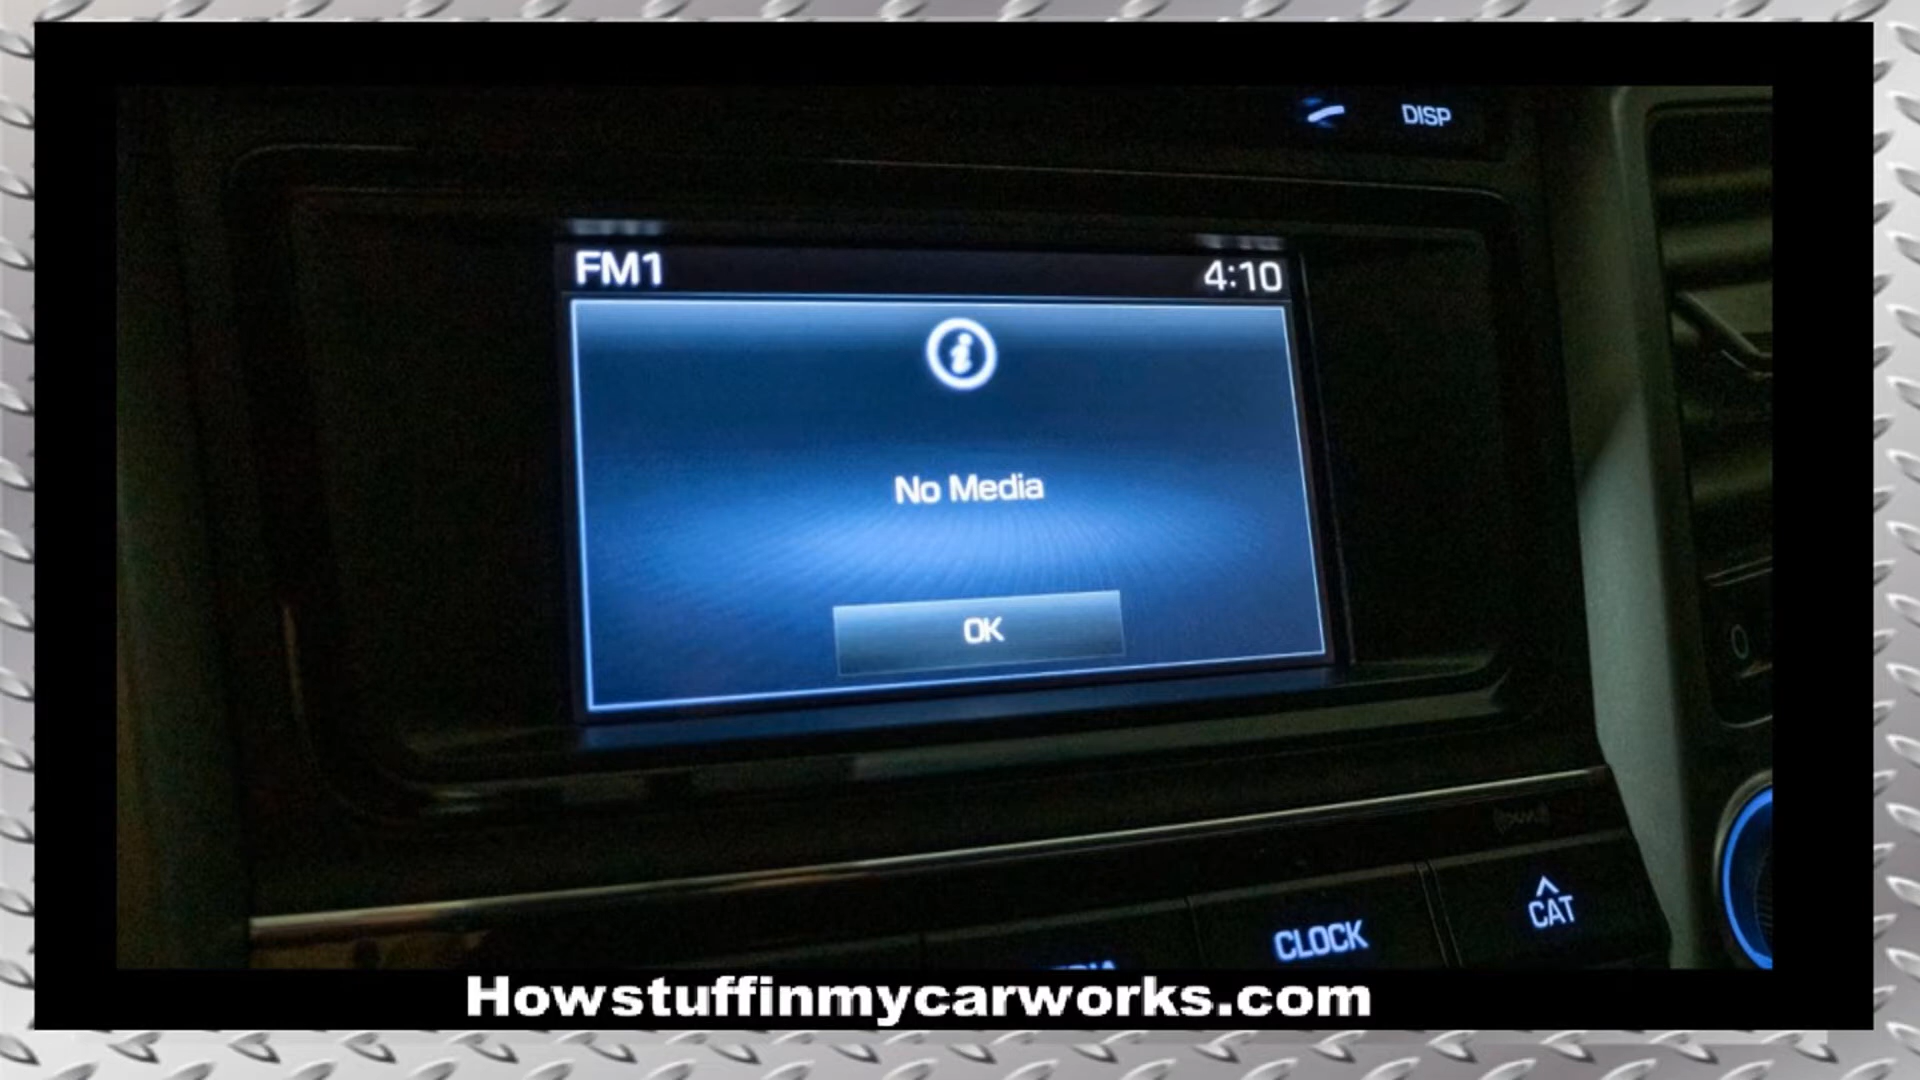 DISP
FM1 4:10
No Media
OK
CLOCK
CAT
Howstuffinmycarworks.com